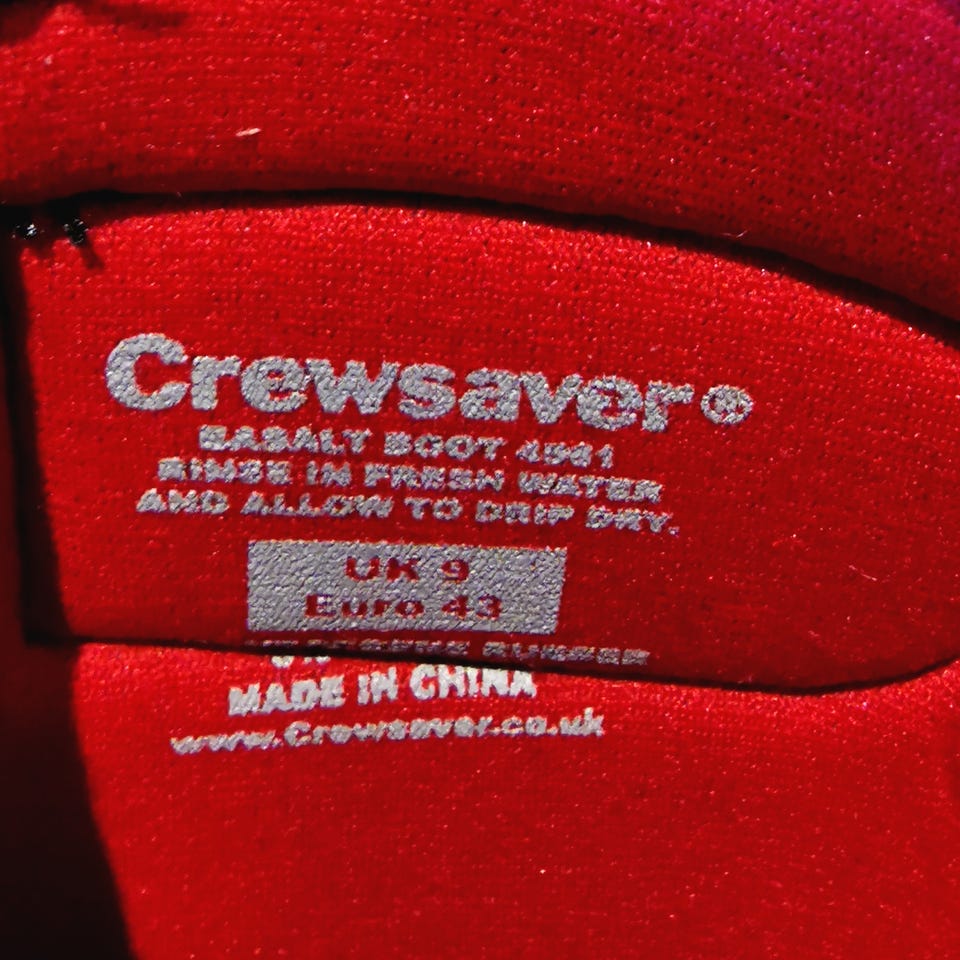 Crewsaver®
BASALT BOOT
RINSE IN FRESH WATER
AND ALLOW TO DRIP DRY.
UK 9
Euro 43
RUBBER
MADE IN CHINA
www.Crewsaver.co.uk